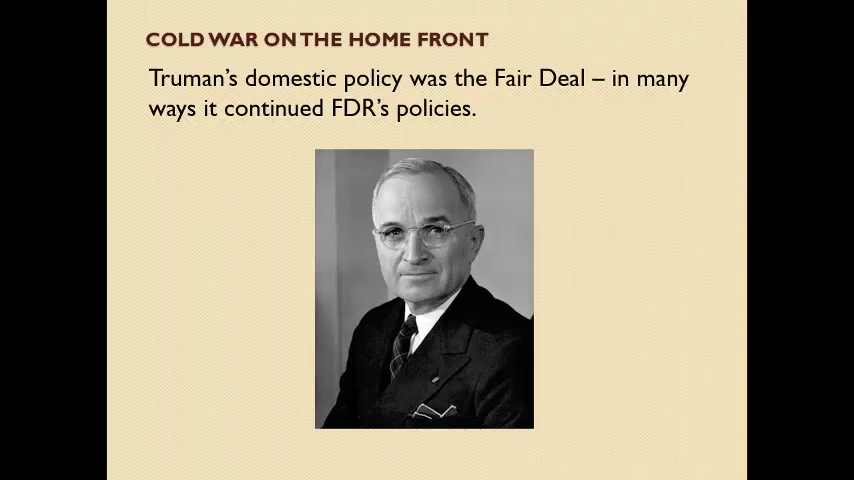 COLD WAR ON THE HOME FRONT
Truman’s domestic policy was the Fair Deal – in many
ways it continued FDR’s policies.